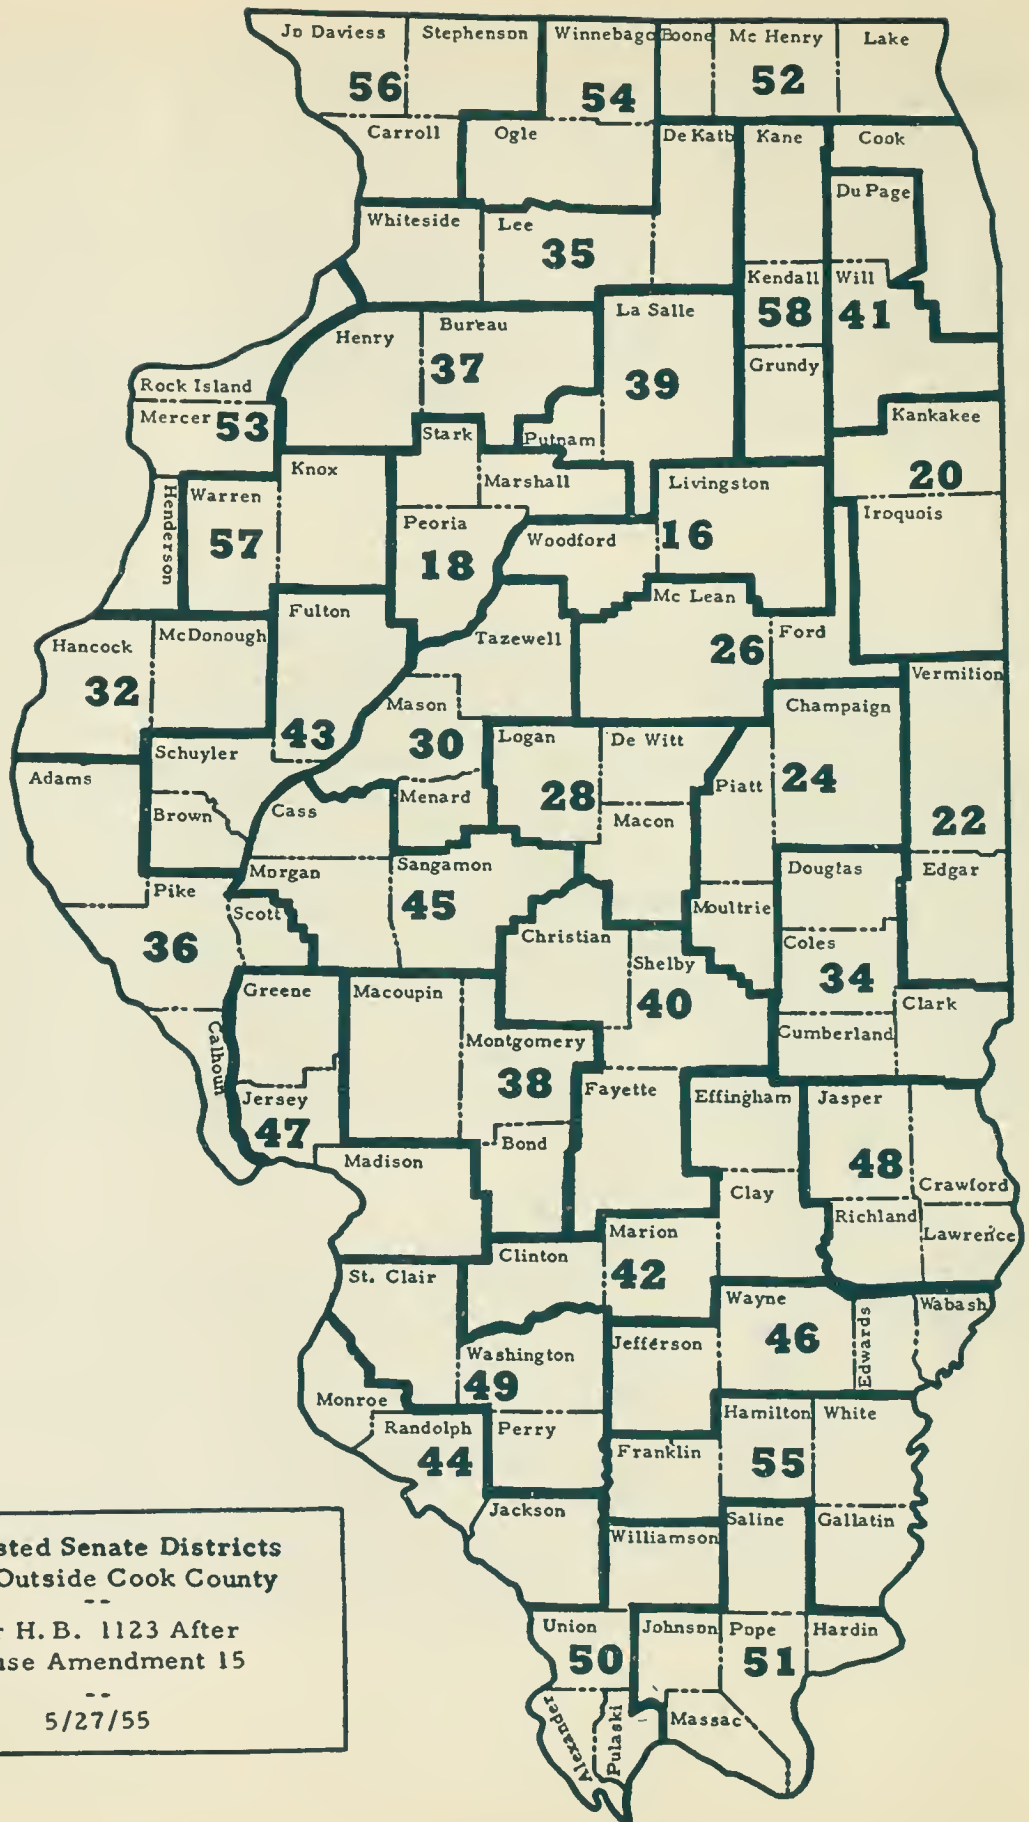 Jo Daviess
Stephenson
Winnebago
Boone
Mc Henry
Lake
56
54
52
Carroll
Ogle
De Kalb
Kane
Cook
Du Page
Whiteside
Lee
35
Kendall
Will
58
41
La Salle
Henry
Bureau
37
39
Grundy
Rock Island
Mercer
53
Stark
Putnam
Kankakee
20
Knox
Marshall
Livingston
Henderson
Warren
57
Peoria
18
Woodford
16
Iroquois
Mc Lean
Fulton
Hancock
McDonough
Tazewell
26
Ford
32
Vermilion
Mason
Champaign
43
30
Logan
De Witt
Schuyler
Adams
Piatt
24
Brown
Cass
Menard
28
Macon
22
Morgan
Sangamon
Douglas
Edgar
Pike
Scott
45
Moultrie
36
Christian
Coles
Shelby
34
Greene
Macoupin
40
Clark
Calhoun
Montgomery
Cumberland
38
Fayette
Effingham
Jasper
Jersey
47
Bond
Madison
48
Clay
Crawford
Richland
Lawrence
Marion
Clinton
42
St. Clair
Wayne
Edwards
Wabash
46
Jefferson
Washington
49
Monroe
Randolph
Perry
Hamilton
White
44
Franklin
55
Jackson
Saline
Gallatin
Williamson
Union
Johnson
Pope
Hardin
50
51
Alexander
Pulaski
Massac
sted Senate Districts
Outside Cook County
--
H. B. 1123 After
use Amendment 15
--
5/27/55